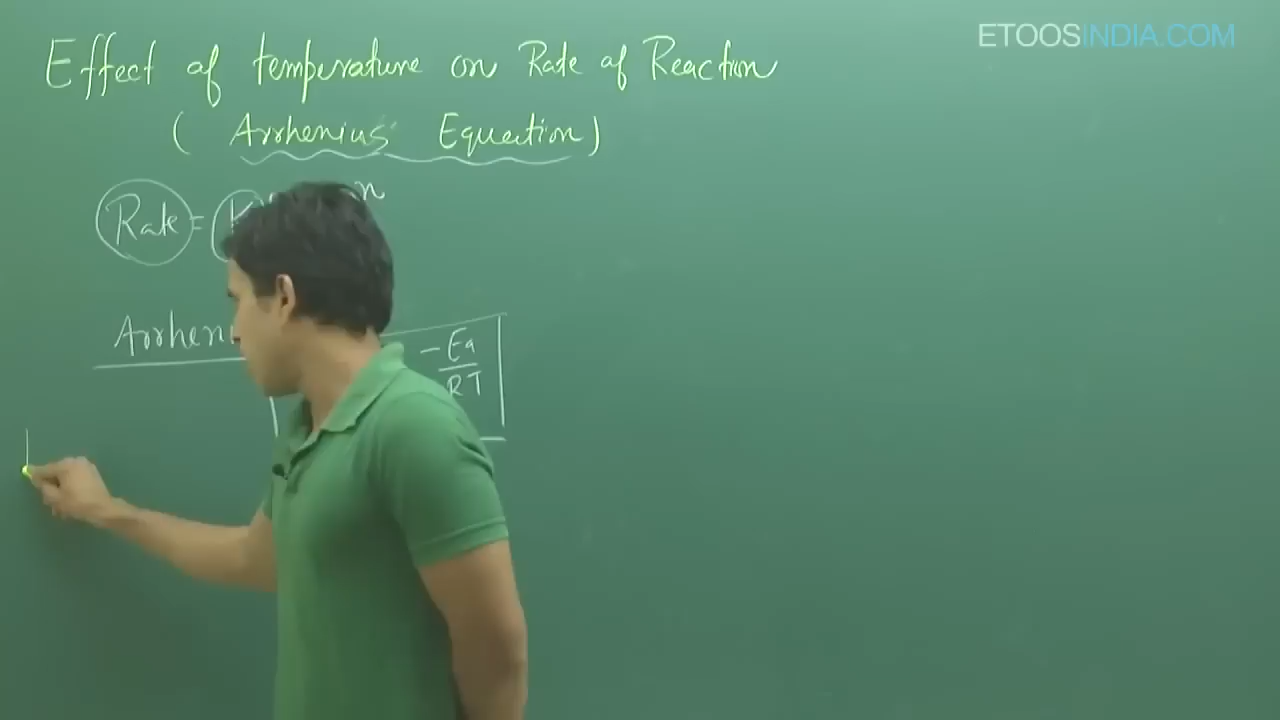 ETOOSINDIA.COM
Effect of temperature on Rate of Reaction
(Arrhenius' Equation)
Rate = K n
Arrheni
-Ea
RT